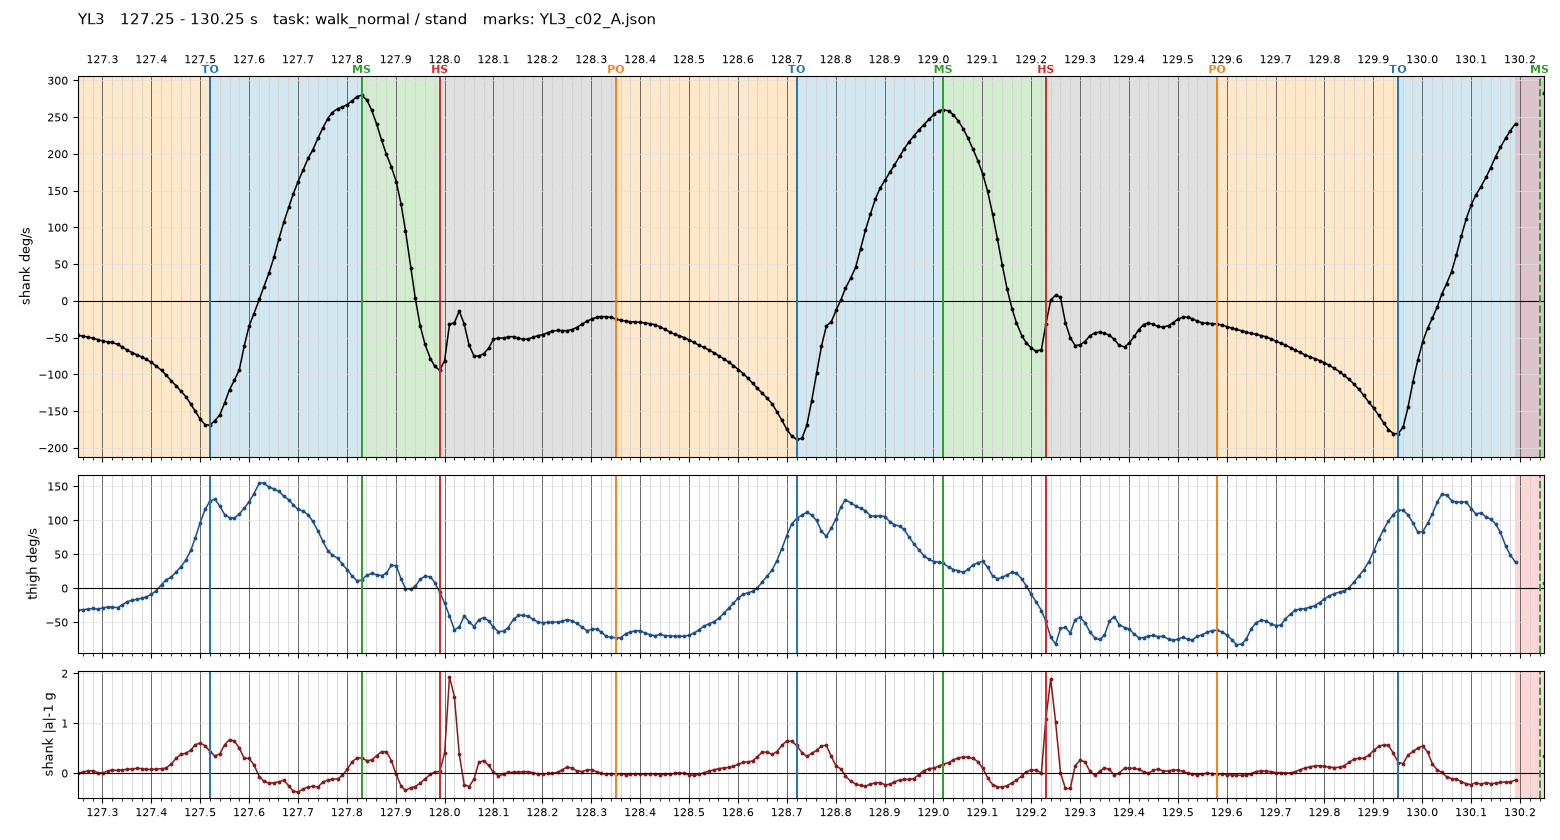 YL3 127.25 - 130.25 s task: walk_normal / stand marks: YL3_c02_A.json
127.3 127.4 127.5 127.6 127.7 127.8 127.9 128.0 128.1 128.2 128.3 128.4 128.5 128.6 128.7 128.8 128.9 129.0 129.1 129.2 129.3 129.4 129.5 129.6 129.7 129.8 129.9 130.0 130.1 130.2
TO MS HS PO TO MS HS PO TO MS
300
250
200
150
100
50
0
−50
−100
−150
−200
shank deg/s
150
100
50
0
−50
thigh deg/s
2
1
0
shank |a|-1 g
127.3 127.4 127.5 127.6 127.7 127.8 127.9 128.0 128.1 128.2 128.3 128.4 128.5 128.6 128.7 128.8 128.9 129.0 129.1 129.2 129.3 129.4 129.5 129.6 129.7 129.8 129.9 130.0 130.1 130.2